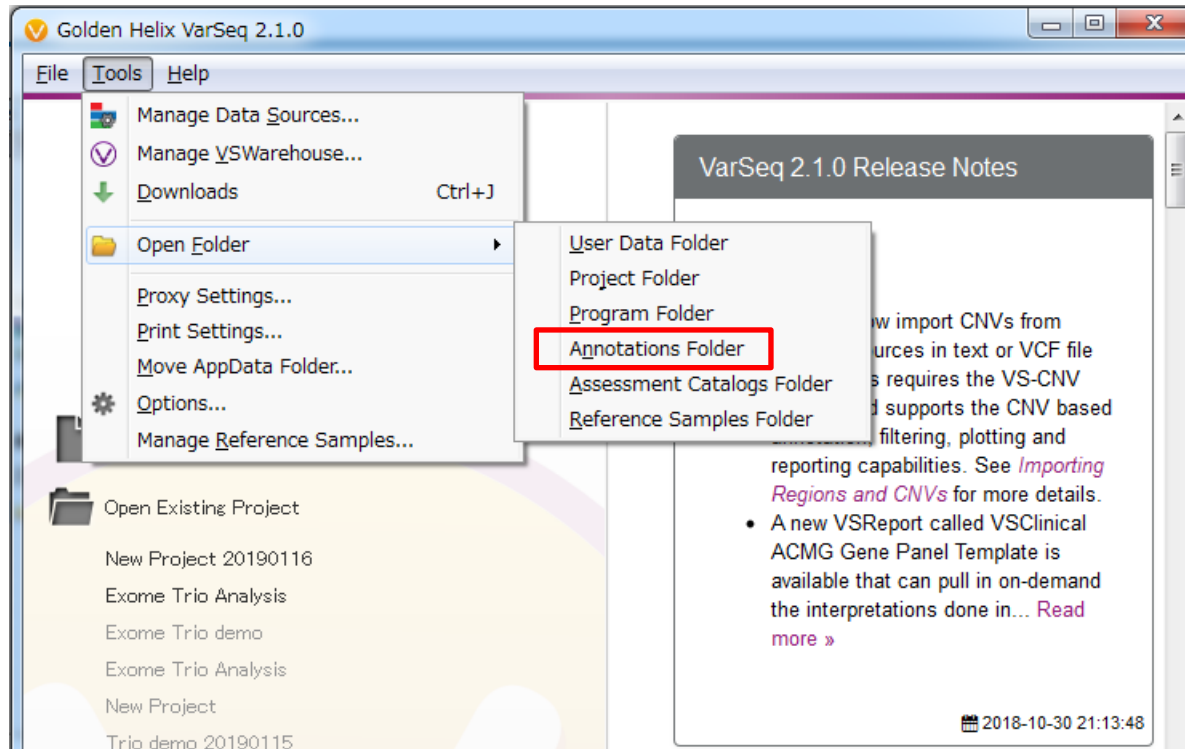 Golden Helix VarSeq 2.1.0
File Tools Help
Manage Data Sources...
Manage VSWarehouse...
Downloads Ctrl+J
Open Folder
Proxy Settings...
Print Settings...
Move AppData Folder...
Options...
Manage Reference Samples...
User Data Folder
Project Folder
Program Folder
Annotations Folder
Assessment Catalogs Folder
Reference Samples Folder
Open Existing Project
New Project 20190116
Exome Trio Analysis
Exome Trio demo
Exome Trio Analysis
New Project
Trio demo 20190115
VarSeq 2.1.0 Release Notes
import CNVs from
in text or VCF file
requires the VS-CNV
supports the CNV based
filtering, plotting and
reporting capabilities. See Importing
Regions and CNVs for more details.
• A new VSReport called VSClinical
ACMG Gene Panel Template is
available that can pull in on-demand
the interpretations done in... Read
more »
2018-10-30 21:13:48